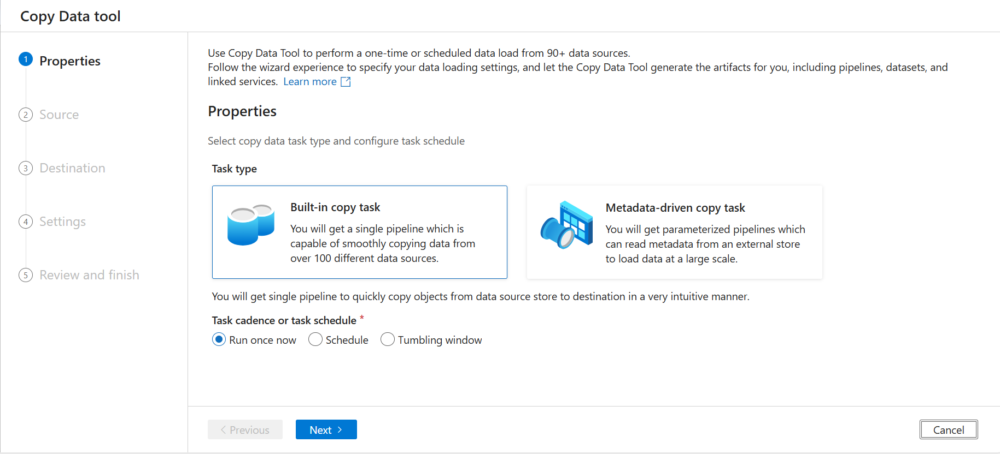 Copy Data tool
1 Properties
2 Source
3 Destination
4 Settings
5 Review and finish
Use Copy Data Tool to perform a one-time or scheduled data load from 90+ data sources.
Follow the wizard experience to specify your data loading settings, and let the Copy Data Tool generate the artifacts for you, including pipelines, datasets, and
linked services. Learn more
Properties
Select copy data task type and configure task schedule
Task type
Built-in copy task
You will get a single pipeline which is
capable of smoothly copying data from
over 100 different data sources.
Metadata-driven copy task
You will get parameterized pipelines which
can read metadata from an external store
to load data at a large scale.
You will get single pipeline to quickly copy objects from data source store to destination in a very intuitive manner.
Task cadence or task schedule *
Run once now Schedule Tumbling window
< Previous Next > Cancel